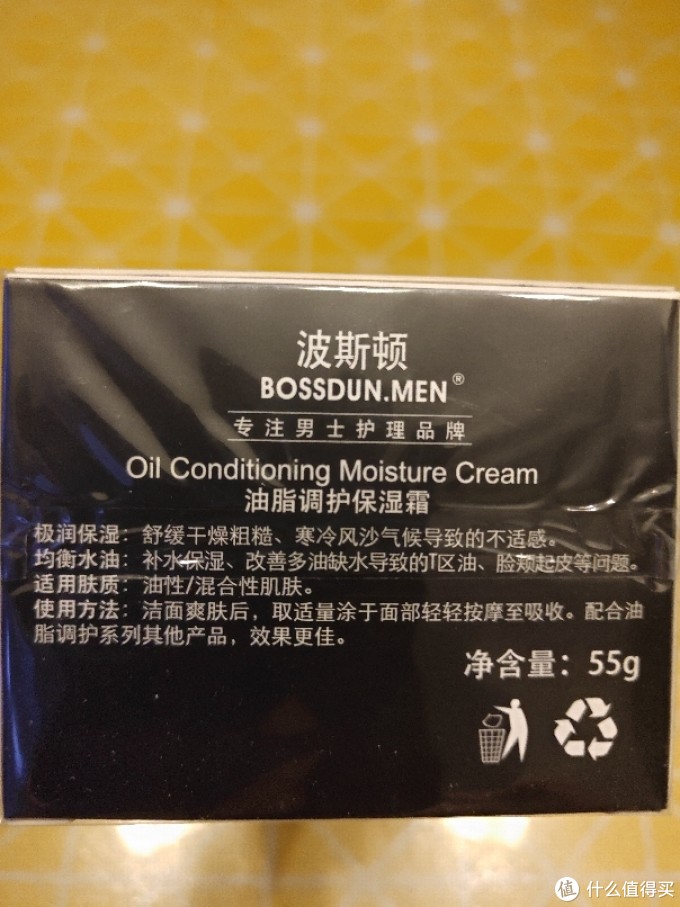 波斯顿
BOSSDUN.MEN®
专注男士护理品牌
Oil Conditioning Moisture Cream
油脂调护保湿霜
极润保湿：舒缓干燥粗糙、寒冷风沙气候导致的不适感。
均衡水油：补水保湿、改善多油缺水导致的T区油、脸颊起皮等问题。
适用肤质：油性/混合性肌肤。
使用方法：洁面爽肤后，取适量涂于面部轻轻按摩至吸收。配合油
脂调护系列其他产品，效果更佳。
净含量：55g
值 什么值得买